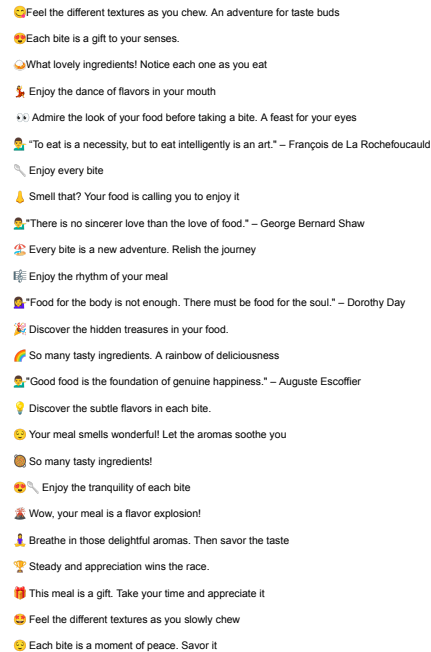 😋Feel the different textures as you chew. An adventure for taste buds
😍Each bite is a gift to your senses.
🍛What lovely ingredients! Notice each one as you eat
💃 Enjoy the dance of flavors in your mouth
👀 Admire the look of your food before taking a bite. A feast for your eyes
💁‍♂️ “To eat is a necessity, but to eat intelligently is an art." – François de La Rochefoucauld
🥄 Enjoy every bite
👃 Smell that? Your food is calling you to enjoy it
💁‍♂️"There is no sincerer love than the love of food." – George Bernard Shaw
🏖️ Every bite is a new adventure. Relish the journey
🎼 Enjoy the rhythm of your meal
💁‍♀️"Food for the body is not enough. There must be food for the soul." – Dorothy Day
🎉 Discover the hidden treasures in your food.
🌈 So many tasty ingredients. A rainbow of deliciousness
💁‍♂️"Good food is the foundation of genuine happiness." – Auguste Escoffier
💡 Discover the subtle flavors in each bite.
😌 Your meal smells wonderful! Let the aromas soothe you
🥘 So many tasty ingredients!
😍🥄 Enjoy the tranquility of each bite
🌋 Wow, your meal is a flavor explosion!
🧘‍♀️ Breathe in those delightful aromas. Then savor the taste
🏆 Steady and appreciation wins the race.
🎁 This meal is a gift. Take your time and appreciate it
🤩 Feel the different textures as you slowly chew
😌 Each bite is a moment of peace. Savor it